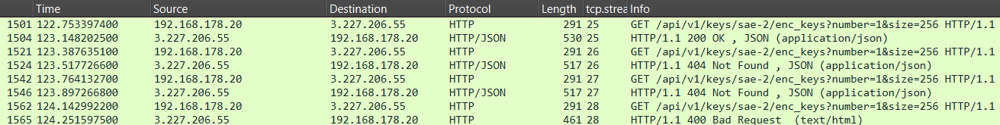 Time Source Destination Protocol Length tcp.strea Info
1501 122.753397400 192.168.178.20 3.227.206.55 HTTP 291 25 GET /api/v1/keys/sae-2/enc_keys?number=1&size=256 HTTP/1.1
1504 123.148202500 3.227.206.55 192.168.178.20 HTTP/JSON 530 25 HTTP/1.1 200 OK , JSON (application/json)
1521 123.387635100 192.168.178.20 3.227.206.55 HTTP 291 26 GET /api/v1/keys/sae-2/enc_keys?number=1&size=256 HTTP/1.1
1524 123.517726600 3.227.206.55 192.168.178.20 HTTP/JSON 517 26 HTTP/1.1 404 Not Found , JSON (application/json)
1542 123.764132700 192.168.178.20 3.227.206.55 HTTP 291 27 GET /api/v1/keys/sae-2/enc_keys?number=1&size=256 HTTP/1.1
1546 123.897266800 3.227.206.55 192.168.178.20 HTTP/JSON 517 27 HTTP/1.1 404 Not Found , JSON (application/json)
1562 124.142992200 192.168.178.20 3.227.206.55 HTTP 291 28 GET /api/v1/keys/sae-2/enc_keys?number=1&size=256 HTTP/1.1
1565 124.251597500 3.227.206.55 192.168.178.20 HTTP 461 28 HTTP/1.1 400 Bad Request (text/html)